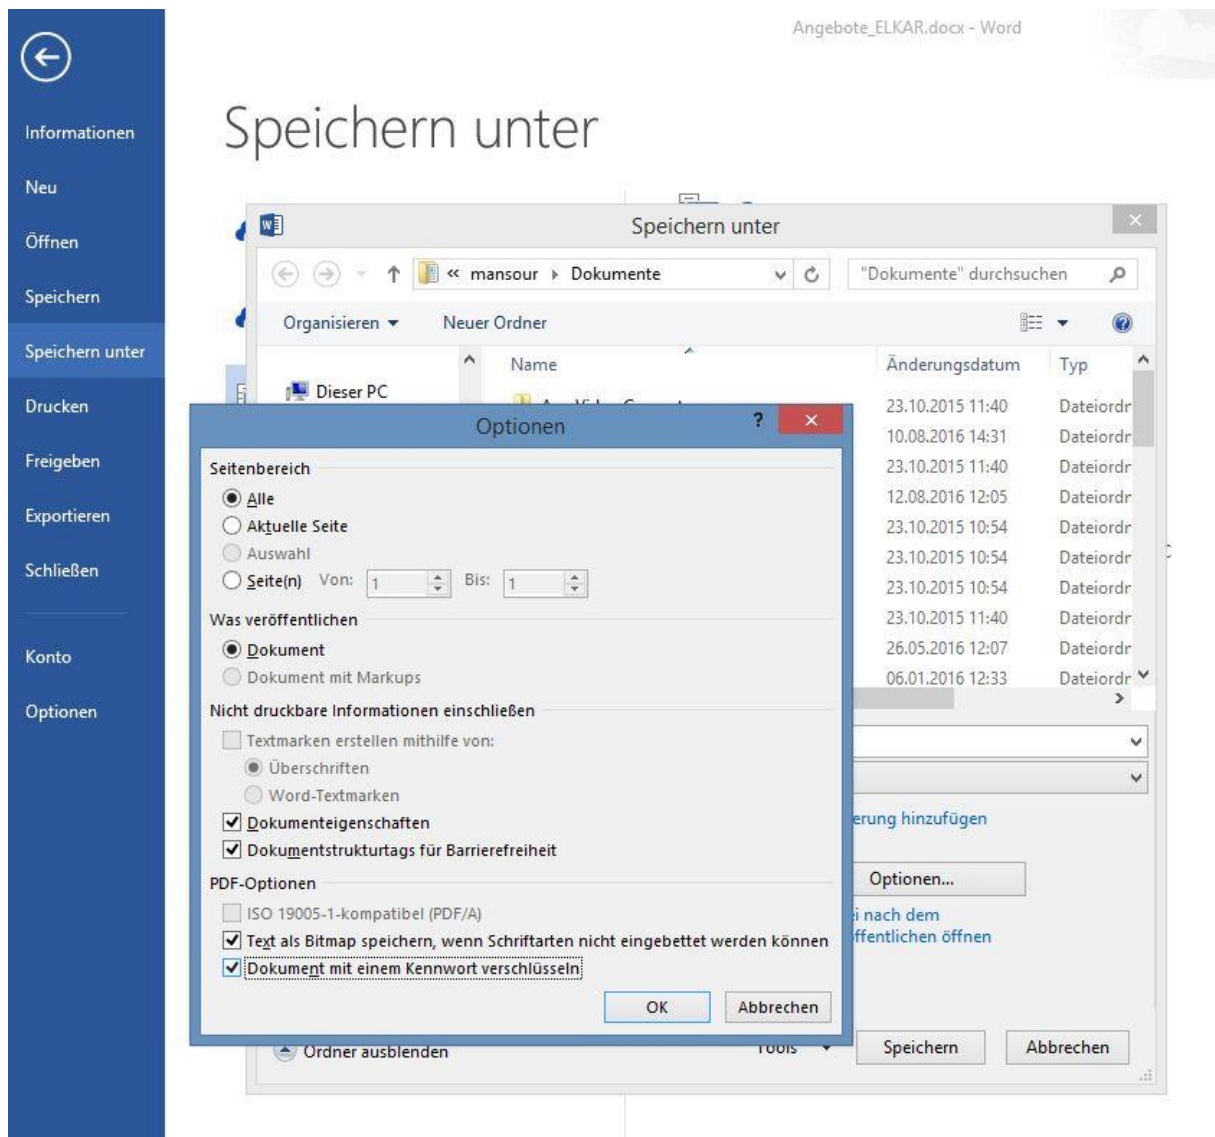 Angebote_ELKAR.docx - Word
Informationen
Neu
Öffnen
Speichern
Speichern unter
Drucken
Freigeben
Exportieren
Schließen
Konto
Optionen
Speichern unter
Speichern unter
« mansour Dokumente
"Dokumente" durchsuchen
Organisieren
Neuer Ordner
Name Änderungsdatum Typ
Dieser PC
23.10.2015 11:40 Dateiordr
10.08.2016 14:31 Dateiordr
23.10.2015 11:40 Dateiordr
12.08.2016 12:05 Dateiordr
23.10.2015 10:54 Dateiordr
23.10.2015 10:54 Dateiordr
23.10.2015 10:54 Dateiordr
23.10.2015 11:40 Dateiordr
26.05.2016 12:07 Dateiordr
06.01.2016 12:33 Dateiordr
erung hinzufügen
Optionen...
i nach dem
ffentlichen öffnen
Ordner ausblenden
Tools
Speichern
Abbrechen
Optionen ?
Seitenbereich
Alle
Aktuelle Seite
Auswahl
Seite(n) Von: 1 Bis: 1
Was veröffentlichen
Dokument
Dokument mit Markups
Nicht druckbare Informationen einschließen
Textmarken erstellen mithilfe von:
Überschriften
Word-Textmarken
Dokumenteigenschaften
Dokumentstrukturtags für Barrierefreiheit
PDF-Optionen
ISO 19005-1-kompatibel (PDF/A)
Text als Bitmap speichern, wenn Schriftarten nicht eingebettet werden können
Dokument mit einem Kennwort verschlüsseln
OK
Abbrechen